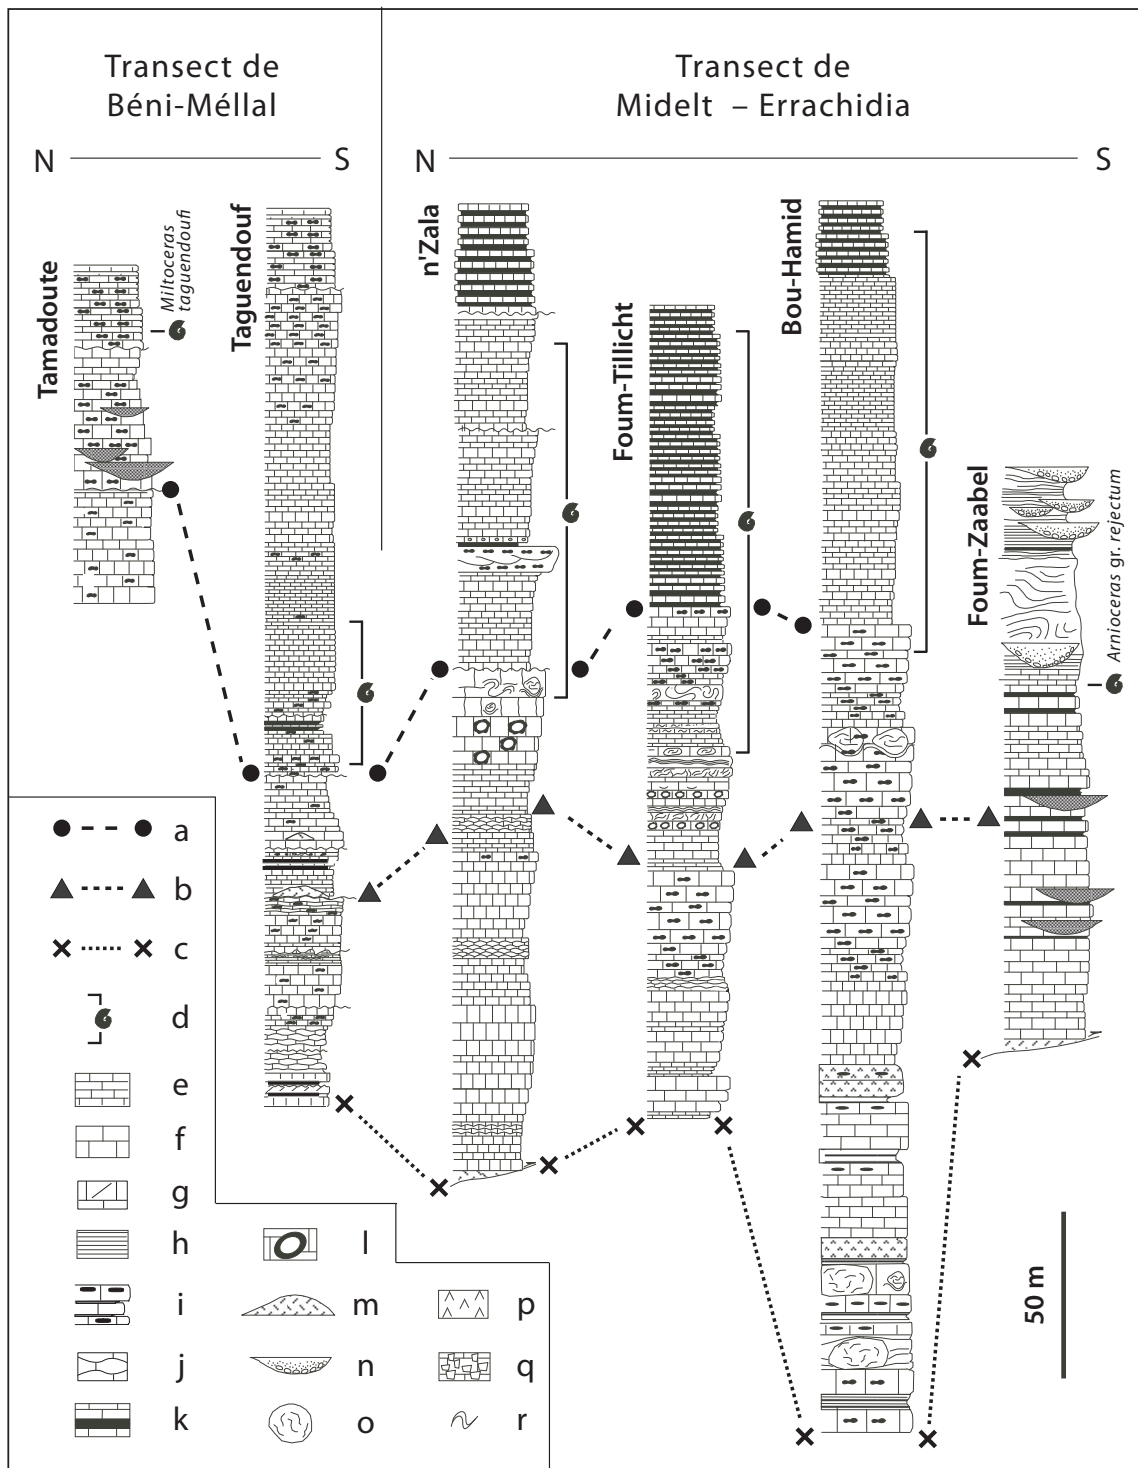 Transect de
Béni-Méllal
Transect de
Midelt – Errachidia
N
S
N
S
Tamadoute
Miltoceras
taguendoufi
Taguendouf
n'Zala
Foum-Tillicht
Bou-Hamid
Foum-Zaabel
Arnioceras gr. rejectum
a
b
c
d
e
f
g
h
i
j
k
l
m
n
o
p
q
r
50 m